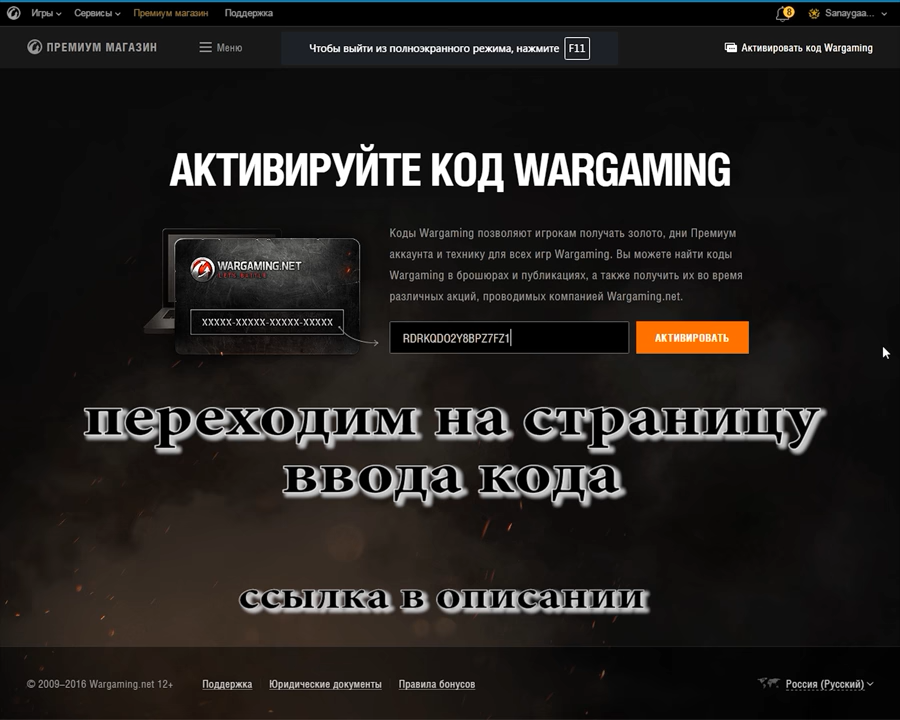 Игры Сервисы Премиум магазин Поддержка 8 Sanygaa...
ПРЕМИУМ МАГАЗИН Меню Чтобы выйти из полноэкранного режима, нажмите F11 Активировать код Wargaming
АКТИВИРУЙТЕ КОД WARGAMING
Коды Wargaming позволяют игрокам получать золото, дни Премиум
аккаунта и технику для всех игр Wargaming. Вы можете найти коды
Wargaming в брошюрах и публикациях, а также получить их во время
различных акций, проводимых компанией Wargaming.net.
WARGAMING.NET
XXXXX-XXXXX-XXXXX-XXXXX
RDRKQDO2Y8BPZ7FZ1 АКТИВИРОВАТЬ
переходим на страницу
ввода кода
ссылка в описании
© 2009–2016 Wargaming.net 12+ Поддержка Юридические документы Правила бонусов Россия (Русский)